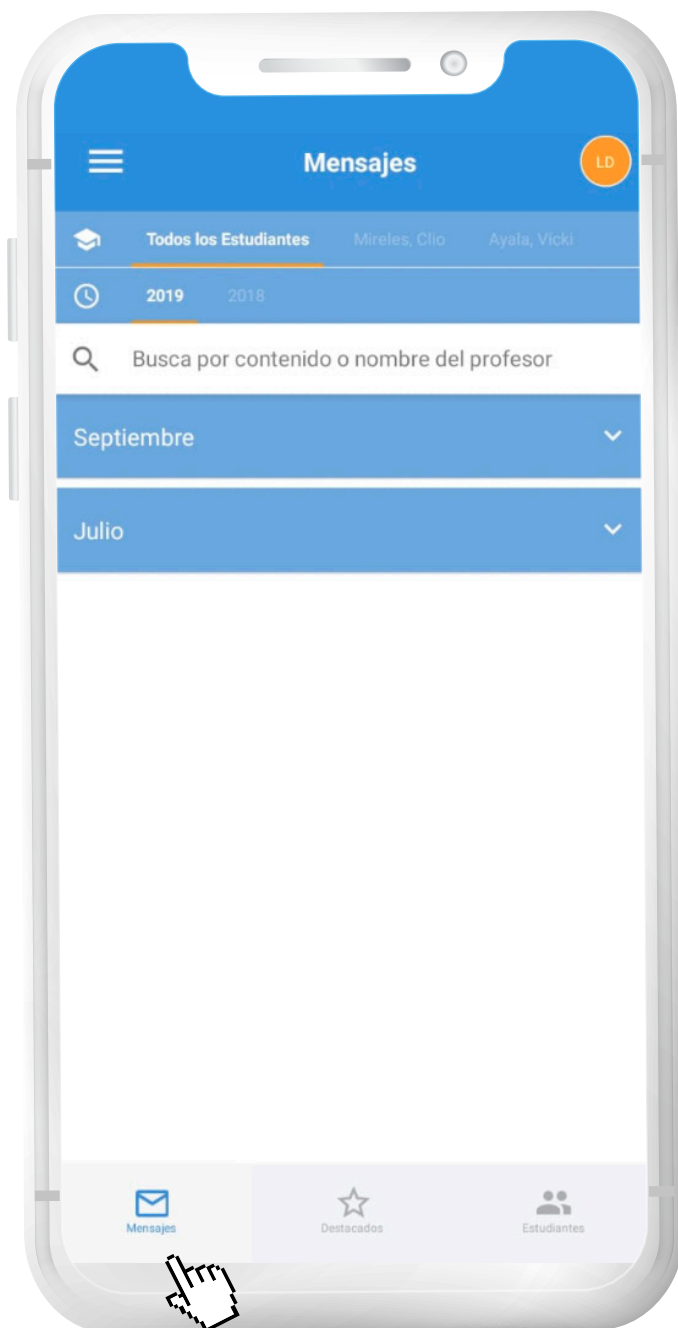 Mensajes
LD
Todos los Estudiantes Mireles, Clio Ayala, Vicki
2019 2018
Busca por contenido o nombre del profesor
Septiembre
Julio
Mensajes Destacados Estudiantes